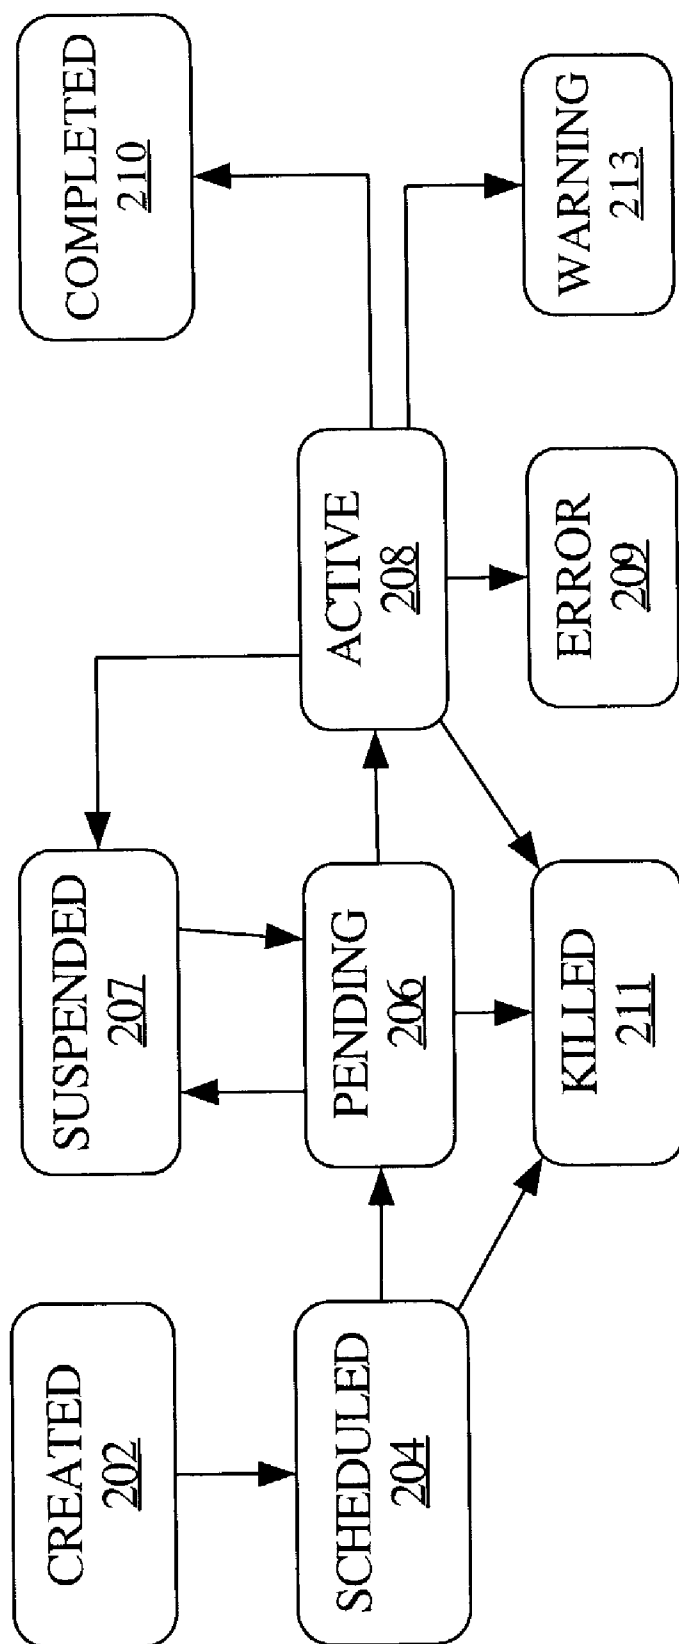 CREATED
202
SUSPENDED
207
COMPLETED
210
SCHEDULED
204
PENDING
206
ACTIVE
208
KILLED
211
ERROR
209
WARNING
213